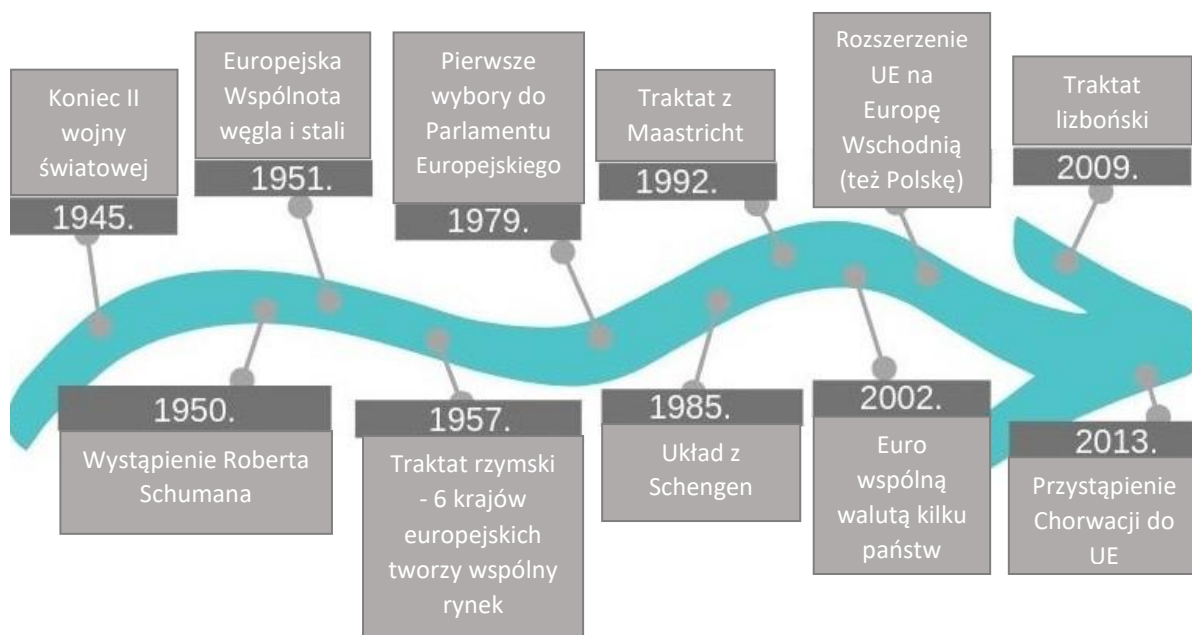 Koniec II
wojny
światowej
1945.
Wystąpienie Roberta
Schumana
1950.
Europejska
Wspólnota
węgla i stali
1951.
1957.
Traktat rzymski
- 6 krajów
europejskich
tworzy wspólny
rynek
Pierwsze
wybory do
Parlamentu
Europejskiego
1979.
1985.
Układ z
Schengen
Traktat z
Maastricht
1992.
2002.
Euro
wspólną
walutą kilku
państw
Rozszerzenie
UE na
Europę
Wschodnią
(też Polskę)
Traktat
lizboński
2009.
2013.
Przystąpienie
Chorwacji do
UE